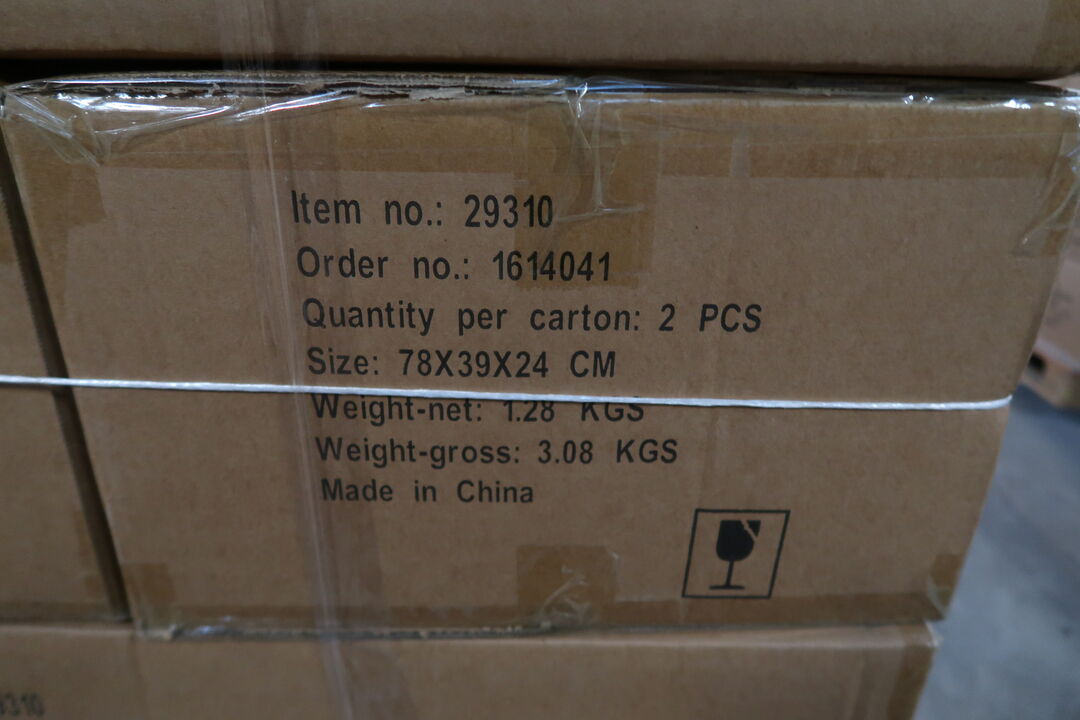 Item no.: 29310
Order no.: 1614041
Quantity per carton: 2 PCS
Size: 78X39X24 CM
Weight-net: 1.28 KGS
Weight-gross: 3.08 KGS
Made in China